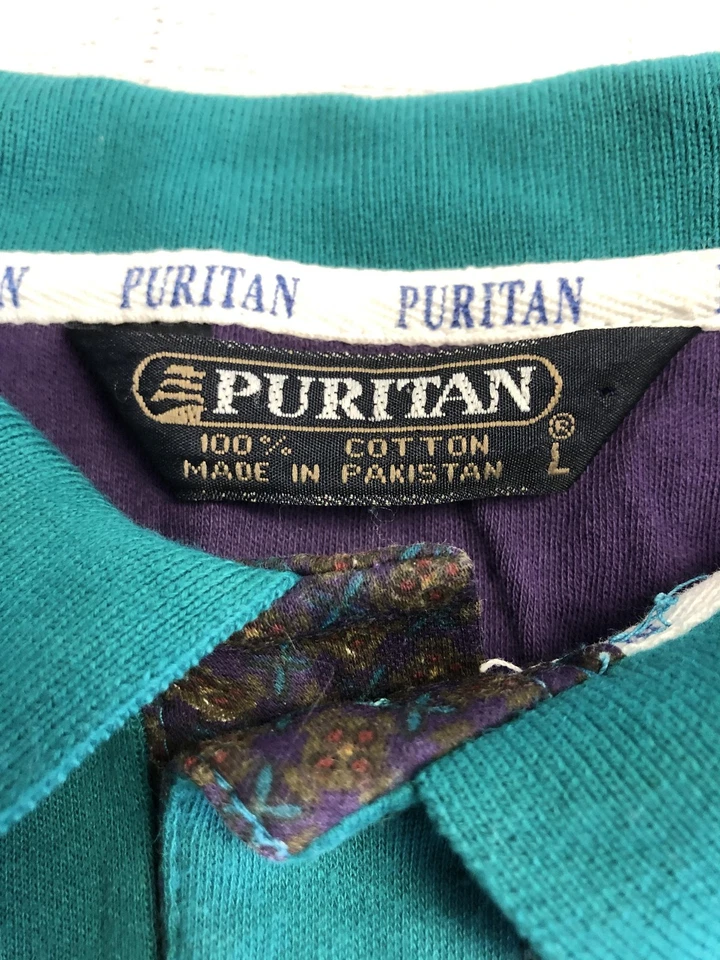 PURITAN PURITAN
PURITAN
®
100% COTTON
MADE IN PAKISTAN
L